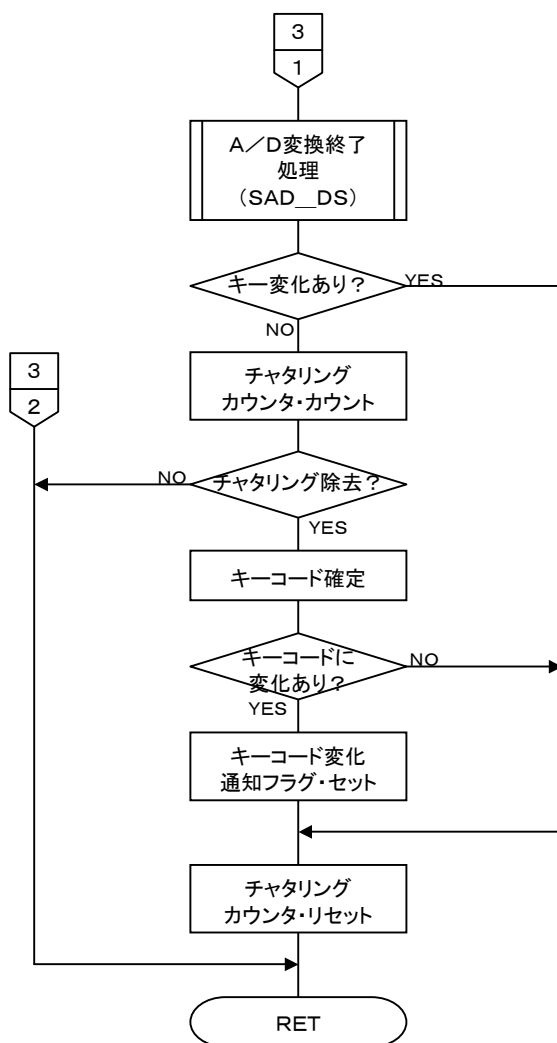 3
1
A／D変換終了
処理
（SAD＿DS）
キー変化あり？
YES
NO
チャタリング
カウンタ・カウント
3
2
チャタリング除去？
NO
YES
キーコード確定
キーコードに
変化あり？
NO
YES
キーコード変化
通知フラグ・セット
チャタリング
カウンタ・リセット
RET